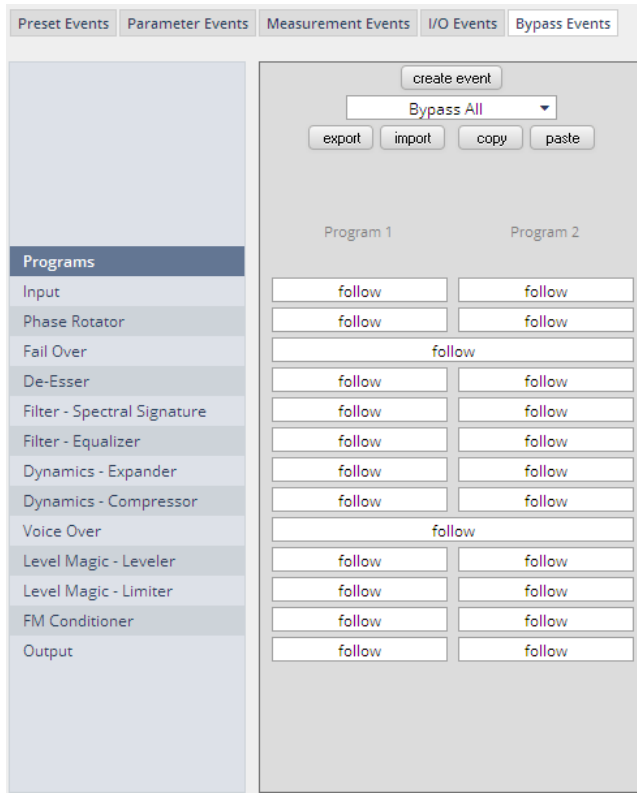 Preset Events Parameter Events Measurement Events I/O Events Bypass Events
create event
Bypass All
export import copy paste
Program 1 Program 2
Programs
Input follow follow
Phase Rotator follow follow
Fail Over follow
De-Esser follow follow
Filter - Spectral Signature follow follow
Filter - Equalizer follow follow
Dynamics - Expander follow follow
Dynamics - Compressor follow follow
Voice Over follow
Level Magic - Leveler follow follow
Level Magic - Limiter follow follow
FM Conditioner follow follow
Output follow follow